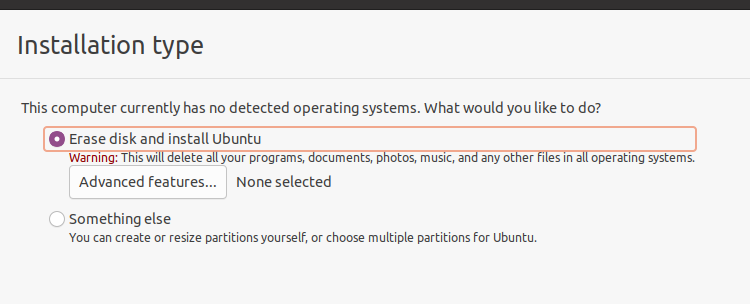 Installation type
This computer currently has no detected operating systems. What would you like to do?
Erase disk and install Ubuntu
Warning: This will delete all your programs, documents, photos, music, and any other files in all operating systems.
Advanced features... None selected
Something else
You can create or resize partitions yourself, or choose multiple partitions for Ubuntu.